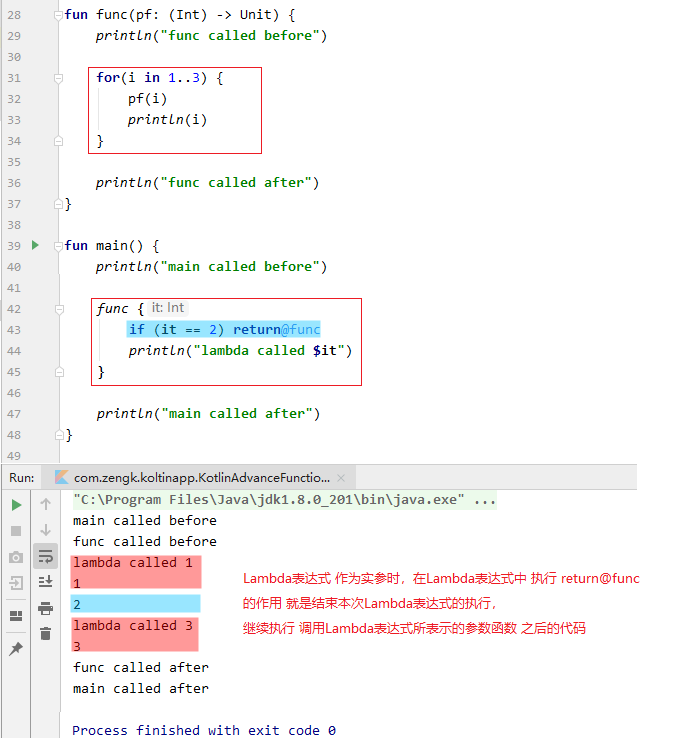 28 fun func(pf: (Int) -> Unit) {
29 println("func called before")
30
31 for(i in 1..3) {
32 pf(i)
33 println(i)
34 }
35
36 println("func called after")
37 }
38
39 fun main() {
40 println("main called before")
41
42 func { it: Int
43 if (it == 2) return@func
44 println("lambda called $it")
45 }
46
47 println("main called after")
48 }
49
Run: com.zengk.koltinapp.KotlinAdvanceFunctio... ×
"C:\Program Files\Java\jdk1.8.0_201\bin\java.exe" ...
main called before
func called before
lambda called 1
1
2
lambda called 3
3
func called after
main called after
Process finished with exit code 0
Lambda表达式 作为实参时，在Lambda表达式中 执行 return@func
的作用 就是结束本次Lambda表达式的执行，
继续执行 调用Lambda表达式所表示的参数函数 之后的代码